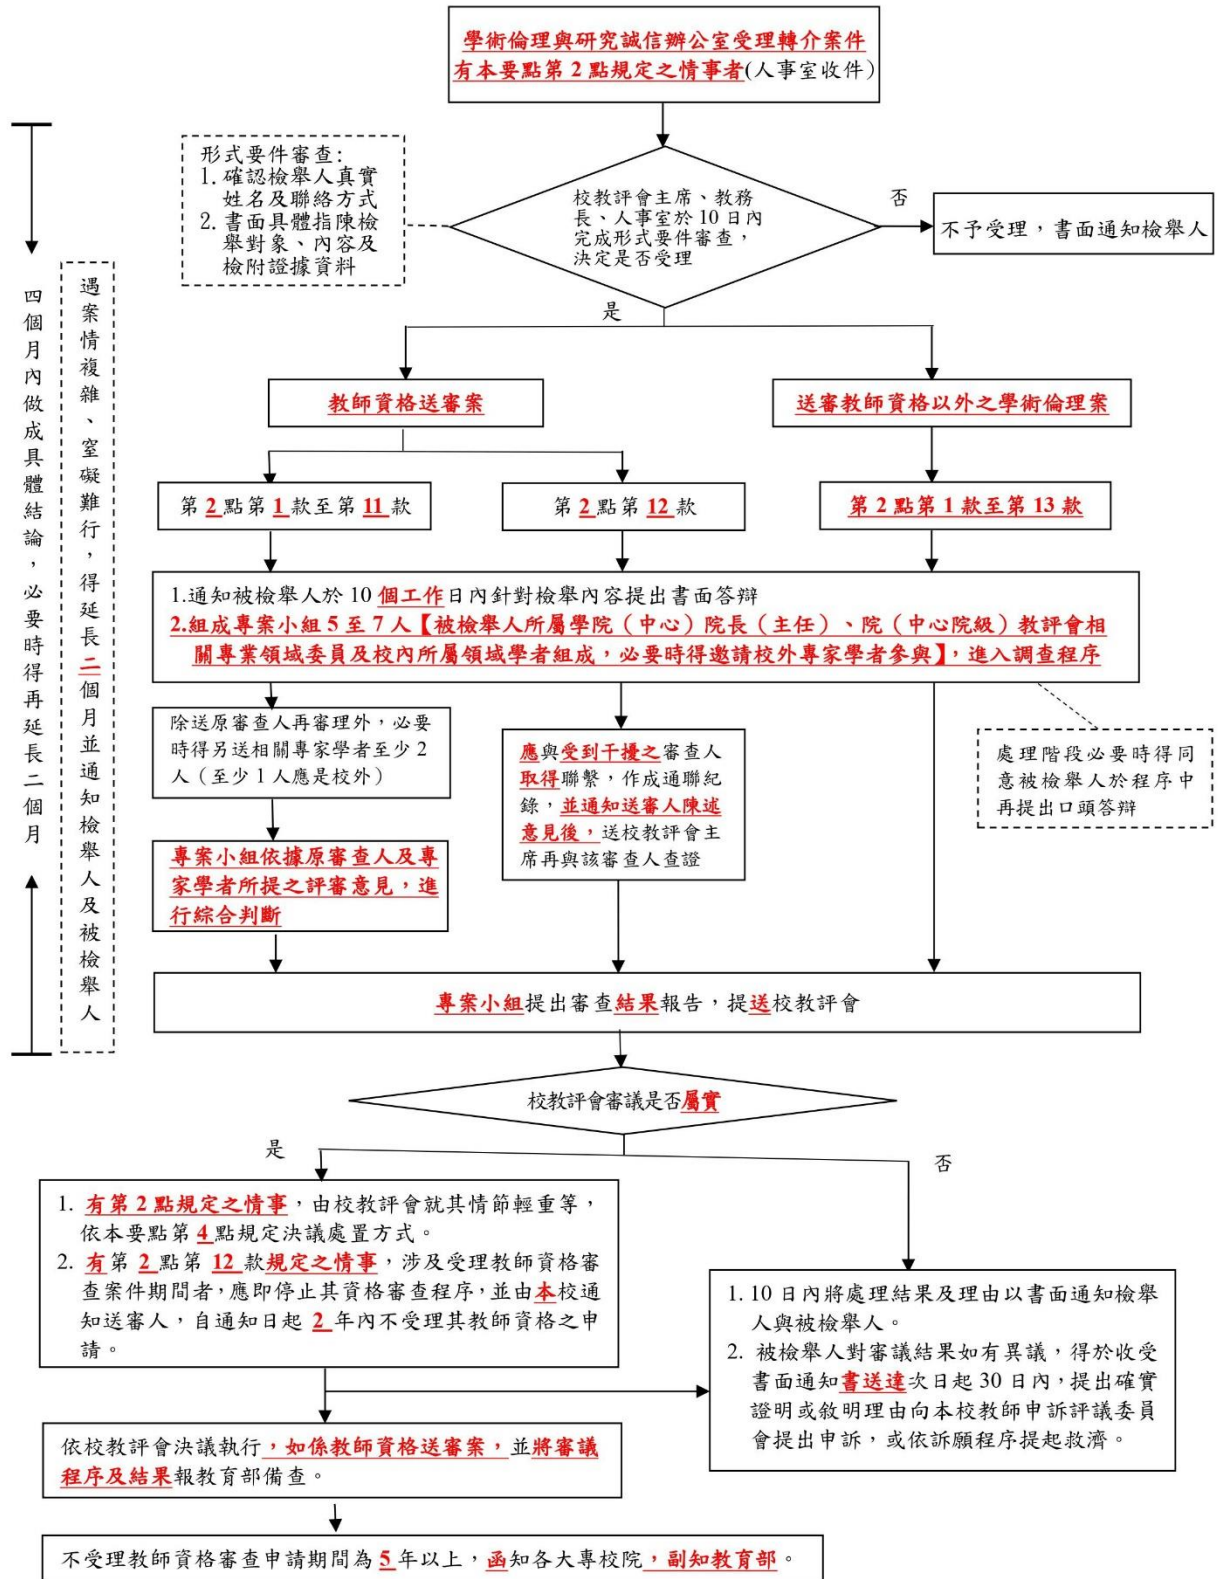 學術倫理與研究誠信辦公室受理轉介案件
有本要點第 2 點規定之情事者(人事室收件)
形式要件審查:
1. 確認檢舉人真實
姓名及聯絡方式
2. 書面具體指陳檢
舉對象、內容及
檢附證據資料
校教評會主席、教務
長、人事室於 10 日內
完成形式要件審查,
決定是否受理
否
不予受理,書面通知檢舉人
是
四個月內做成具體結論,必要時得再延長二個月
遇案情複雜、窒礙難行,得延長二個月並通知檢舉人及被檢舉人
教師資格送審案
送審教師資格以外之學術倫理案
第 2 點第 1 款至第 11 款
第 2 點第 12 款
第 2 點第 1 款至第 13 款
1.通知被檢舉人於 10 個工作日內針對檢舉內容提出書面答辯
2.組成專案小組 5 至 7 人【被檢舉人所屬學院(中心)院長(主任)、院(中心院級)教評會相
關專業領域委員及校內所屬領域學者組成,必要時得邀請校外專家學者參與】,進入調查程序
除送原審查人再審理外,必要
時得另送相關專家學者至少 2
人(至少 1 人應是校外)
應與受到干擾之審查人
取得聯繫,作成通聯紀
錄,並通知送審人陳述
意見後,送校教評會主
席再與該審查人查證
處理階段必要時得同
意被檢舉人於程序中
再提出口頭答辯
專案小組依據原審查人及專
家學者所提之評審意見,進
行綜合判斷
專案小組提出審查結果報告,提送校教評會
校教評會審議是否屬實
是
否
1. 有第 2 點規定之情事,由校教評會就其情節輕重等,
依本要點第 4 點規定決議處置方式。
2. 有第 2 點第 12 款規定之情事,涉及受理教師資格審
查案件期間者,應即停止其資格審查程序,並由本校通
知送審人,自通知日起 2 年內不受理其教師資格之申
請。
1. 10 日內將處理結果及理由以書面通知檢舉
人與被檢舉人。
2. 被檢舉人對審議結果如有異議,得於收受
書面通知書送達次日起 30 日內,提出確實
證明或敘明理由向本校教師申訴評議委員
會提出申訴,或依訴願程序提起救濟。
依校教評會決議執行,如係教師資格送審案,並將審議
程序及結果報教育部備查。
不受理教師資格審查申請期間為 5 年以上,函知各大專校院,副知教育部。